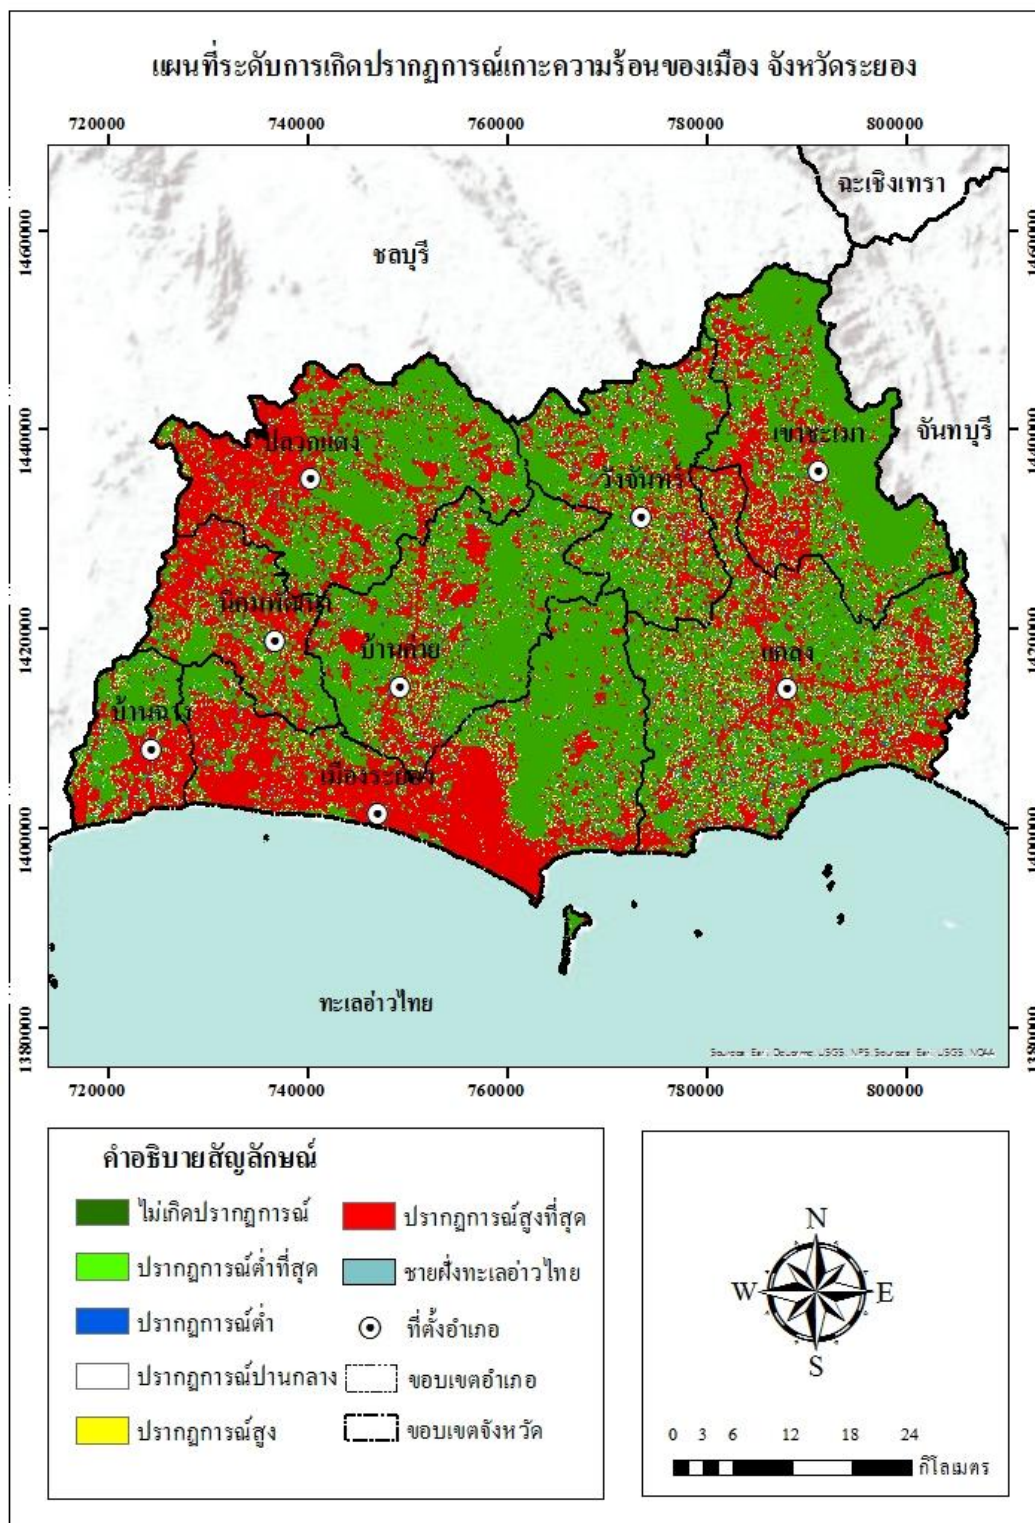 แผนที่ระดับการเกิดปรากฏการณ์เกาะความร้อนของเมือง จังหวัดระยอง
720000 740000 760000 780000 800000
ฉะเชิงเทรา
1460000 1460000
ชลบุรี
1440000 1440000
ปลวกแดง
เขาชะเมา
จันทบุรี
วังจันทร์
นิคมพัฒนา
1420000 1420000
บ้านค่าย
แกลง
บ้านฉาง
เมืองระยอง
1400000 1400000
ทะเลอ่าวไทย
1380000 1380000
Sources: Esri, DeLorme, USGS, NPS, Sources: Esri, USGS, NOAA
720000 740000 760000 780000 800000
คำอธิบายสัญลักษณ์
ไม่เกิดปรากฏการณ์
ปรากฏการณ์ต่ำที่สุด
ปรากฏการณ์ต่ำ
ปรากฏการณ์ปานกลาง
ปรากฏการณ์สูง
ปรากฏการณ์สูงที่สุด
ชายฝั่งทะเลอ่าวไทย
ที่ตั้งอำเภอ
ขอบเขตอำเภอ
ขอบเขตจังหวัด
N
W E
S
0 3 6 12 18 24
กิโลเมตร